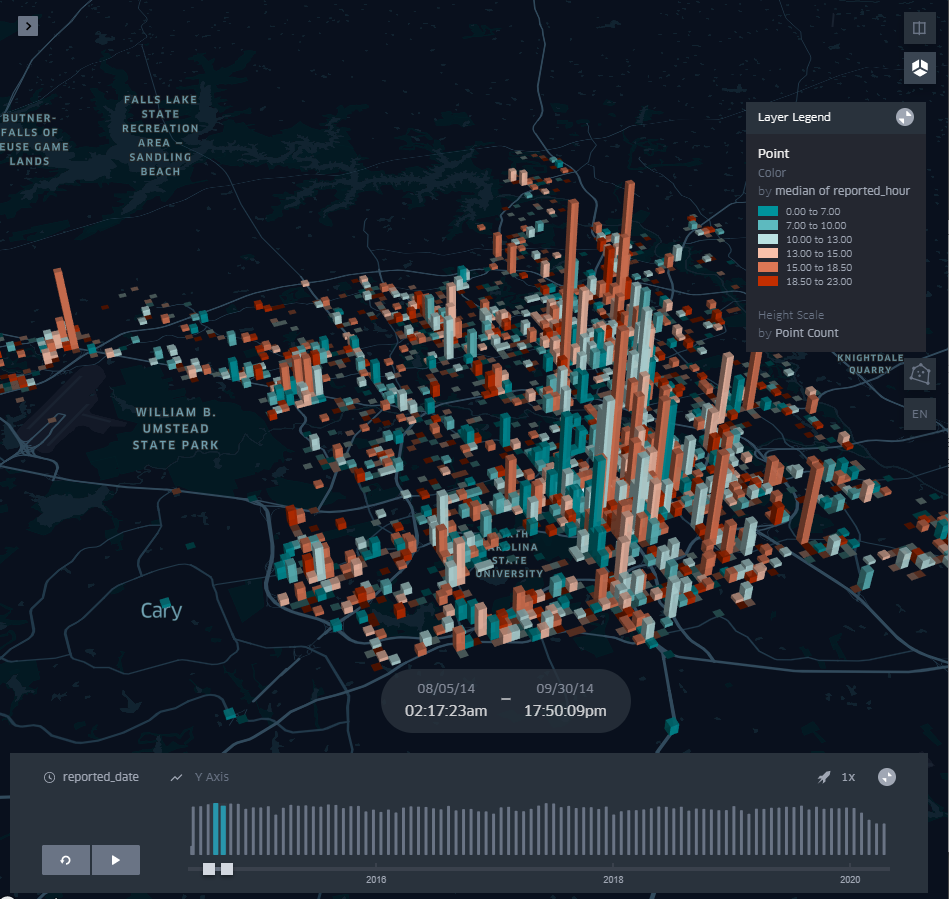 BUTNER-
FALLS OF
EUSE GAME
LANDS
FALLS LAKE
STATE
RECREATION
AREA –
SANDLING
BEACH
Layer Legend
Point
Color
by median of reported_hour
0.00 to 7.00
7.00 to 10.00
10.00 to 13.00
13.00 to 15.00
15.00 to 18.50
18.50 to 23.00
Height Scale
by Point Count
KNIGHTDALE
QUARRY
EN
WILLIAM B.
UMSTEAD
STATE PARK
STATE
UNIVERSITY
Cary
08/05/14 – 09/30/14
02:17:23am 17:50:09pm
reported_date
Y Axis
1x
2016
2018
2020